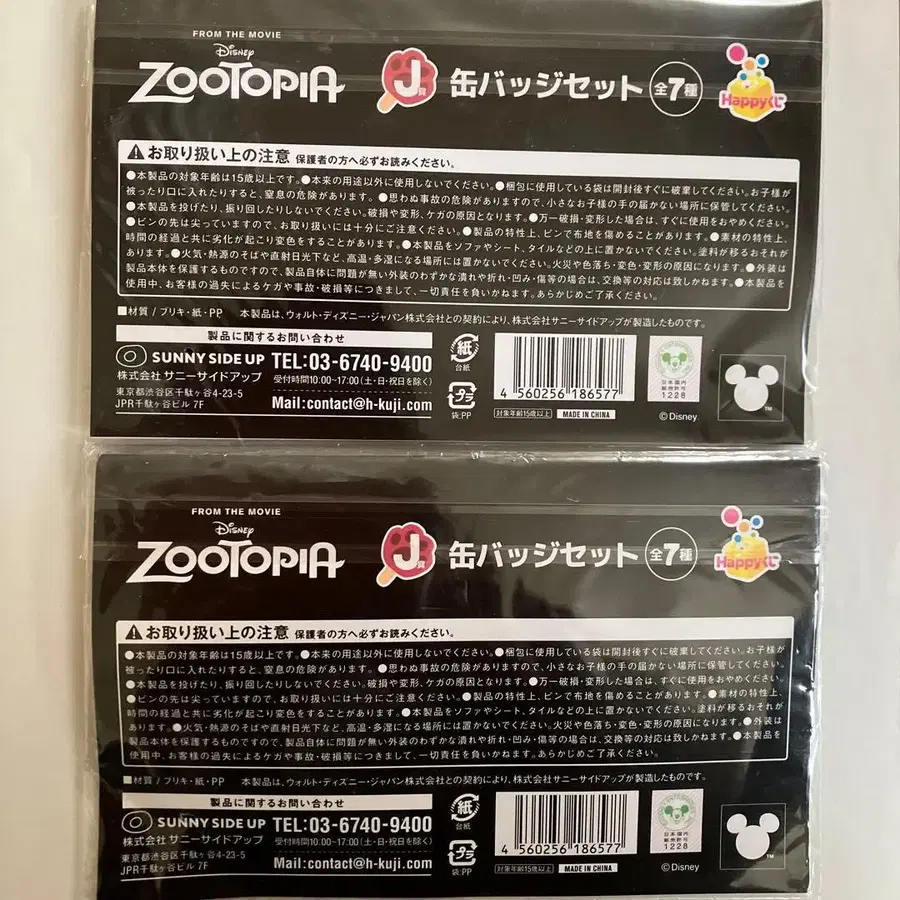 FROM THE MOVIE
Disney
ZOOTOPIA
J賞
缶バッジセット
全7種
Happyくじ
お取り扱い上の注意 保護者の方へ必ずお読みください。
●本製品の対象年齢は15歳以上です。●本来の用途以外に使用しないでください。●梱包に使用している袋は開封後すぐに破棄してください。お子様が
被ったり口に入れたりすると、窒息の危険があります。●思わぬ事故の危険がありますので、小さなお子様の手の届かない場所に保管してください。
●本製品を投げたり、振り回したりしないでください。破損や変形、ケガの原因となります。●万一破損・変形した場合は、すぐに使用をおやめください。
●ピンの先は尖っていますので、お取り扱いには十分にご注意ください。●製品の特性上、ピンで布地を傷めることがあります。●素材の特性上、
時間の経過と共に劣化が起こり変色をすることがあります。●本製品をソファやシート、タイルなどの上に置かないでください。塗料が移るおそれが
あります。●火気・熱源のそばや直射日光下など、高温・多湿になる場所には置かないでください。火災や色落ち・変色・変形の原因になります。●外装は
製品本体を保護するものですので、製品自体に問題が無い外装のわずかな潰れや折れ・凹み・傷等の場合は、交換等の対応は致しかねます。●本製品を
使用中、お客様の過失によるケガや事故・破損等につきまして、一切責任を負いかねます。あらかじめご了承ください。
■材質 / ブリキ・紙・PP 本製品は、ウォルト・ディズニー・ジャパン株式会社との契約により、株式会社サニーサイドアップが製造したものです。
製品に関するお問い合わせ
SUNNY SIDE UP
株式会社 サニーサイドアップ
東京都渋谷区千駄ヶ谷4-23-5
JPR千駄ヶ谷ビル 7F
TEL:03-6740-9400
受付時間10:00~17:00(土・日・祝日を除く)
Mail:contact@h-kuji.com
紙
台紙
プラ
袋:PP
4 560256 186577
対象年齢15歳以上
MADE IN CHINA
日本国内
販売許可
1228
©Disney
TM
FROM THE MOVIE
Disney
ZOOTOPIA
J賞
缶バッジセット
全7種
Happyくじ
お取り扱い上の注意 保護者の方へ必ずお読みください。
●本製品の対象年齢は15歳以上です。●本来の用途以外に使用しないでください。●梱包に使用している袋は開封後すぐに破棄してください。お子様が
被ったり口に入れたりすると、窒息の危険があります。●思わぬ事故の危険がありますので、小さなお子様の手の届かない場所に保管してください。
●本製品を投げたり、振り回したりしないでください。破損や変形、ケガの原因となります。●万一破損・変形した場合は、すぐに使用をおやめください。
●ピンの先は尖っていますので、お取り扱いには十分にご注意ください。●製品の特性上、ピンで布地を傷めることがあります。●素材の特性上、
時間の経過と共に劣化が起こり変色をすることがあります。●本製品をソファやシート、タイルなどの上に置かないでください。塗料が移るおそれが
あります。●火気・熱源のそばや直射日光下など、高温・多湿になる場所には置かないでください。火災や色落ち・変色・変形の原因になります。●外装は
製品本体を保護するものですので、製品自体に問題が無い外装のわずかな潰れや折れ・凹み・傷等の場合は、交換等の対応は致しかねます。●本製品を
使用中、お客様の過失によるケガや事故・破損等につきまして、一切責任を負いかねます。あらかじめご了承ください。
■材質 / ブリキ・紙・PP 本製品は、ウォルト・ディズニー・ジャパン株式会社との契約により、株式会社サニーサイドアップが製造したものです。
製品に関するお問い合わせ
SUNNY SIDE UP
株式会社 サニーサイドアップ
東京都渋谷区千駄ヶ谷4-23-5
JPR千駄ヶ谷ビル 7F
TEL:03-6740-9400
受付時間10:00~17:00(土・日・祝日を除く)
Mail:contact@h-kuji.com
紙
台紙
プラ
袋:PP
4 560256 186577
対象年齢15歳以上
MADE IN CHINA
日本国内
販売許可
1228
©Disney
TM